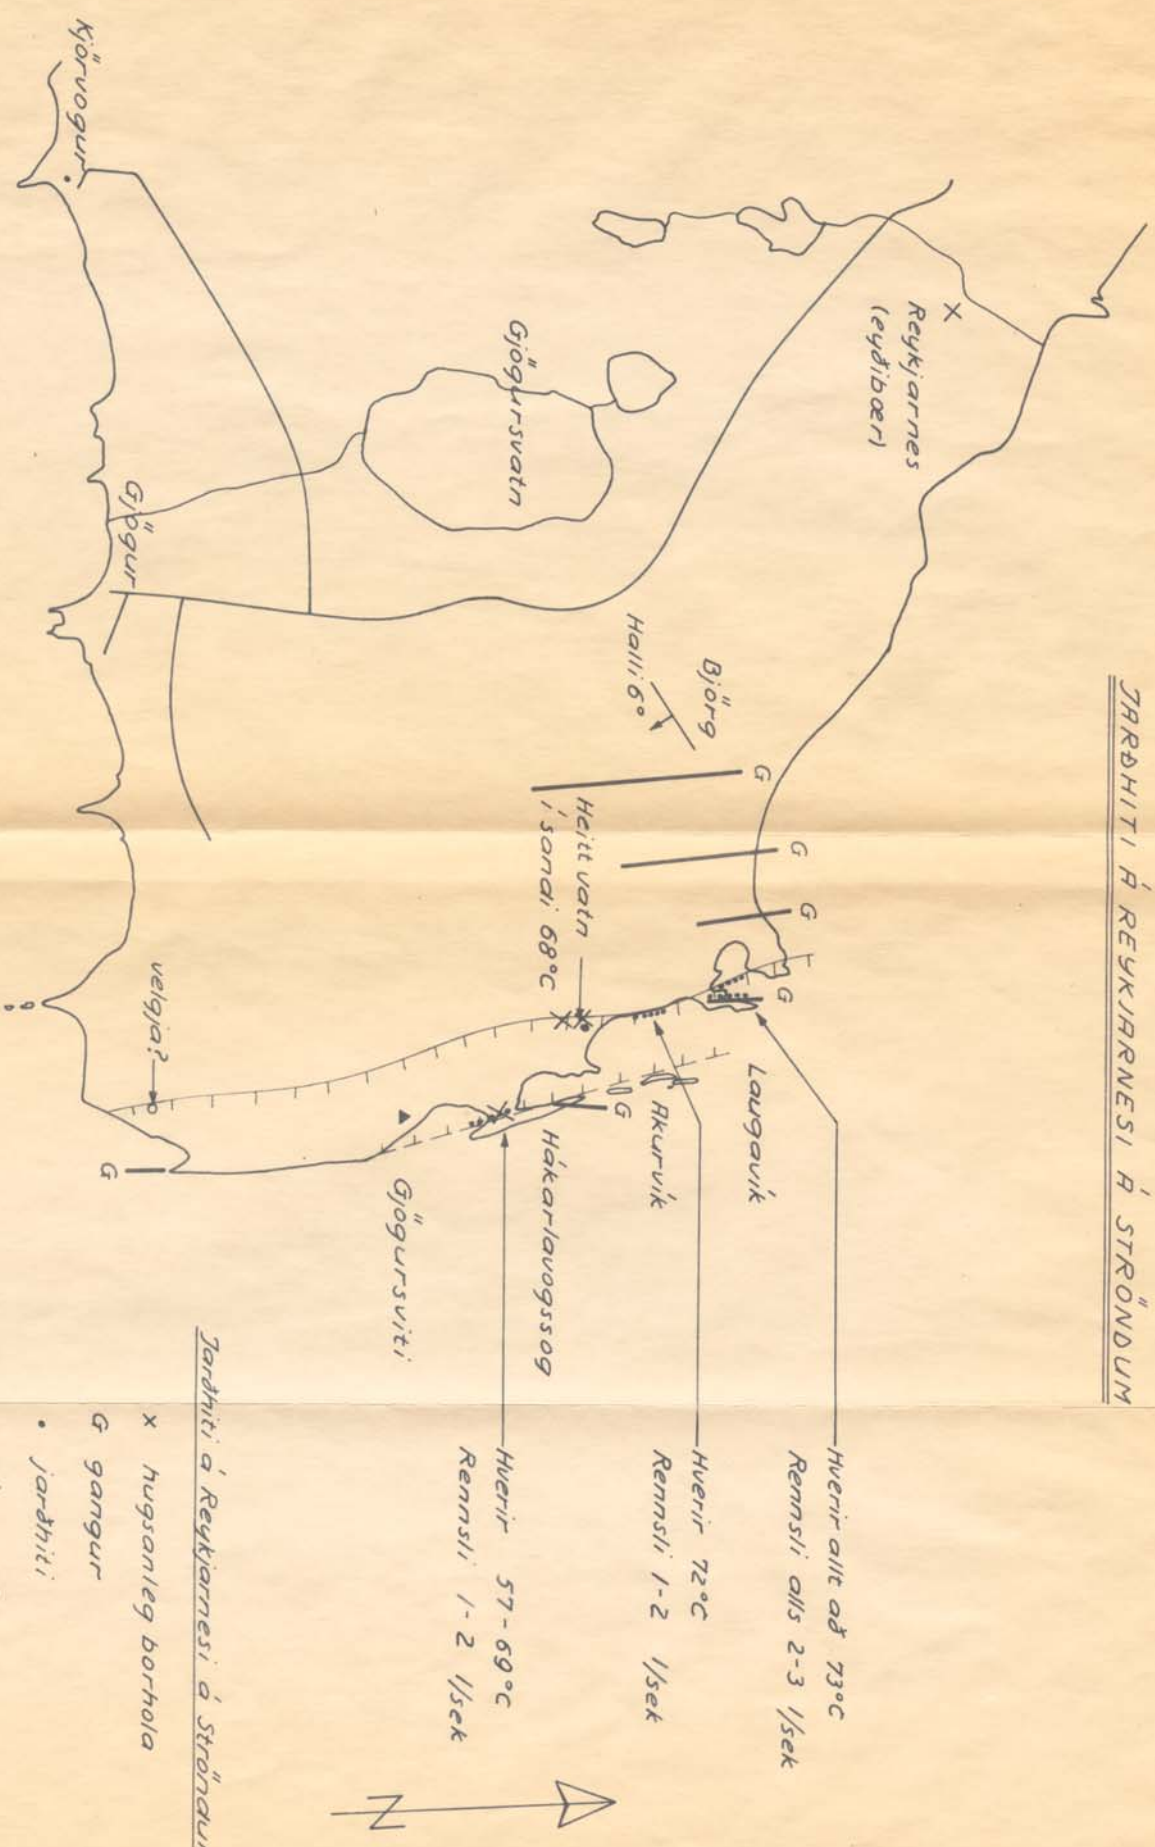 JARÐHITI Á REYKJARNESI Á STRÖNDUM
Kjörvogur
Reykjarnes
(eyðibær)
Gjögursvatn
Gjögur
Björg
Halli 6°
G
G
G
G
Heitt vatn
í sandi 68°C
velgja?
Laugavík
Akurvík
G
Hákarlavogssog
Gjögursviti
G
Hverir allt að 73°C
Rennsli alls 2-3 l/sek
Hverir 72°C
Rennsli 1-2 l/sek
Hverir 57-69°C
Rennsli 1-2 l/sek
N
Jarðhiti á Reykjarnesi á Ströndum
x hugsanleg borhola
G gangur
• jarðhiti